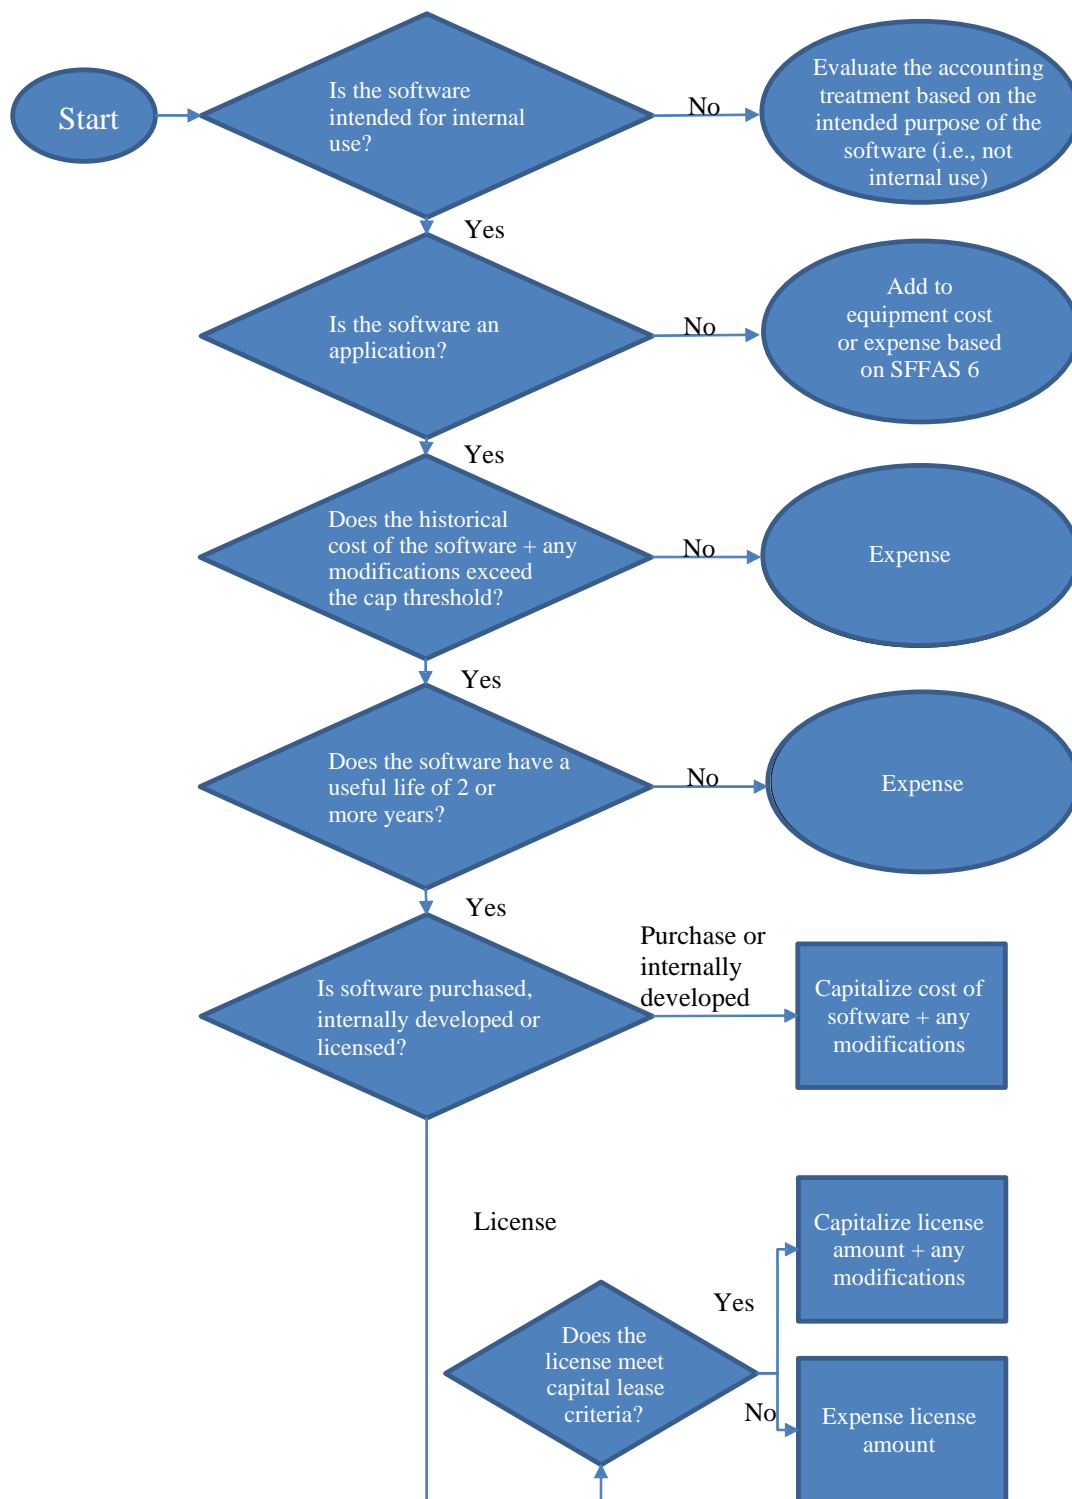 Start
Is the software
intended for internal
use?
No
Evaluate the accounting
treatment based on the
intended purpose of the
software (i.e., not
internal use)
Yes
Is the software an
application?
No
Add to
equipment cost
or expense based
on SFFAS 6
Yes
Does the historical
cost of the software + any
modifications exceed
the cap threshold?
No
Expense
Yes
Does the software have a
useful life of 2 or
more years?
No
Expense
Yes
Is software purchased,
internally developed or
licensed?
Purchase or
internally
developed
Capitalize cost of
software + any
modifications
License
Does the
license meet
capital lease
criteria?
Yes
Capitalize license
amount + any
modifications
No
Expense license
amount